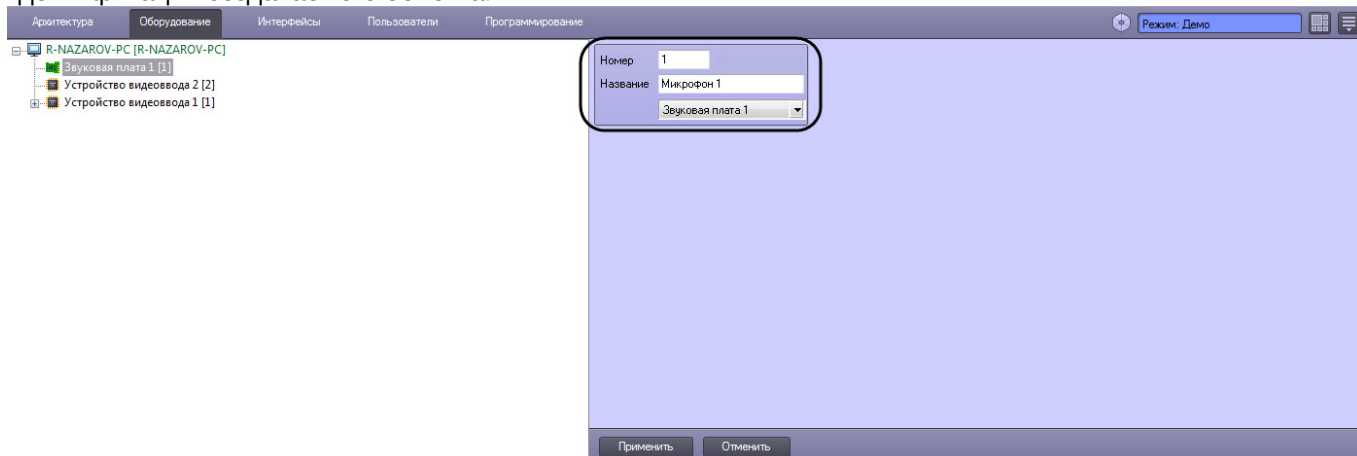 Архитектура Оборудование Интерфейсы Пользователи Программирование Режим: Демо
R-NAZAROV-PC [R-NAZAROV-PC]
Звуковая плата 1 [1]
Устройство видеоввода 2 [2]
Устройство видеоввода 1 [1]
Номер 1
Название Микрофон 1
Звуковая плата 1
Применить Отменить